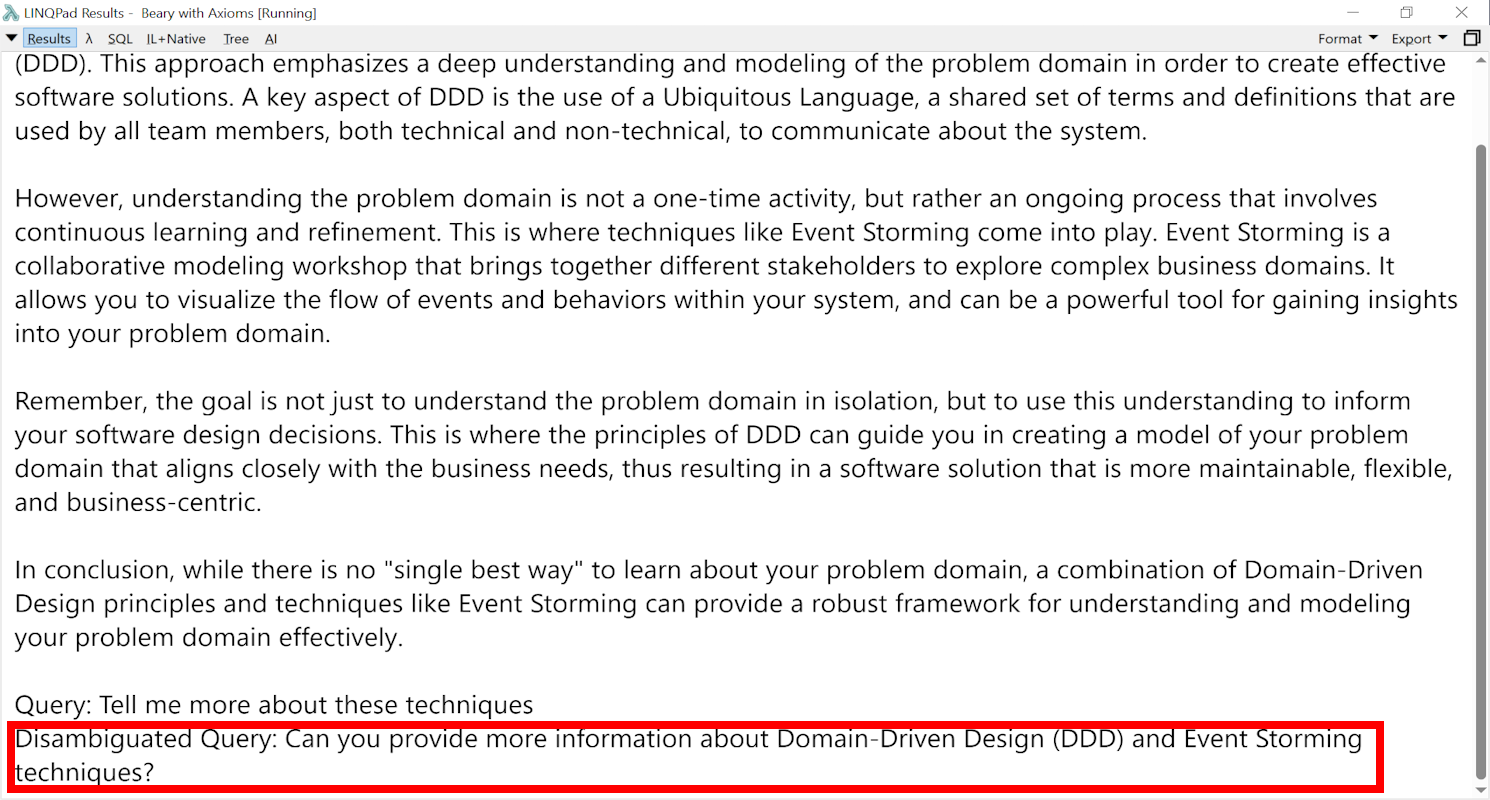 LINQPad Results - Beary with Axioms [Running]
Results λ SQL IL+Native Tree AI Format Export
(DDD). This approach emphasizes a deep understanding and modeling of the problem domain in order to create effective
software solutions. A key aspect of DDD is the use of a Ubiquitous Language, a shared set of terms and definitions that are
used by all team members, both technical and non-technical, to communicate about the system.
However, understanding the problem domain is not a one-time activity, but rather an ongoing process that involves
continuous learning and refinement. This is where techniques like Event Storming come into play. Event Storming is a
collaborative modeling workshop that brings together different stakeholders to explore complex business domains. It
allows you to visualize the flow of events and behaviors within your system, and can be a powerful tool for gaining insights
into your problem domain.
Remember, the goal is not just to understand the problem domain in isolation, but to use this understanding to inform
your software design decisions. This is where the principles of DDD can guide you in creating a model of your problem
domain that aligns closely with the business needs, thus resulting in a software solution that is more maintainable, flexible,
and business-centric.
In conclusion, while there is no "single best way" to learn about your problem domain, a combination of Domain-Driven
Design principles and techniques like Event Storming can provide a robust framework for understanding and modeling
your problem domain effectively.
Query: Tell me more about these techniques
Disambiguated Query: Can you provide more information about Domain-Driven Design (DDD) and Event Storming
techniques?